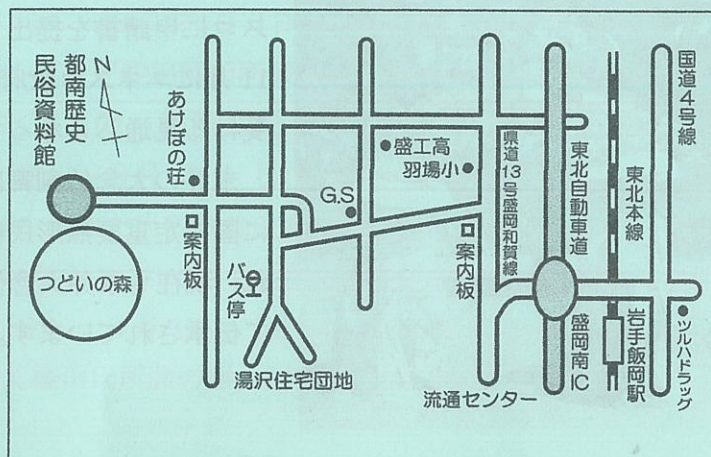 都南歴史
民俗資料館
N
あけぼの荘
案内板
つどいの森
バス停
湯沢住宅団地
G.S
盛工高
羽場小
県道13号盛岡和賀線
案内板
流通センター
東北自動車道
盛岡南IC
東北本線
岩手飯岡駅
国道4号線
ツルハドラッグ